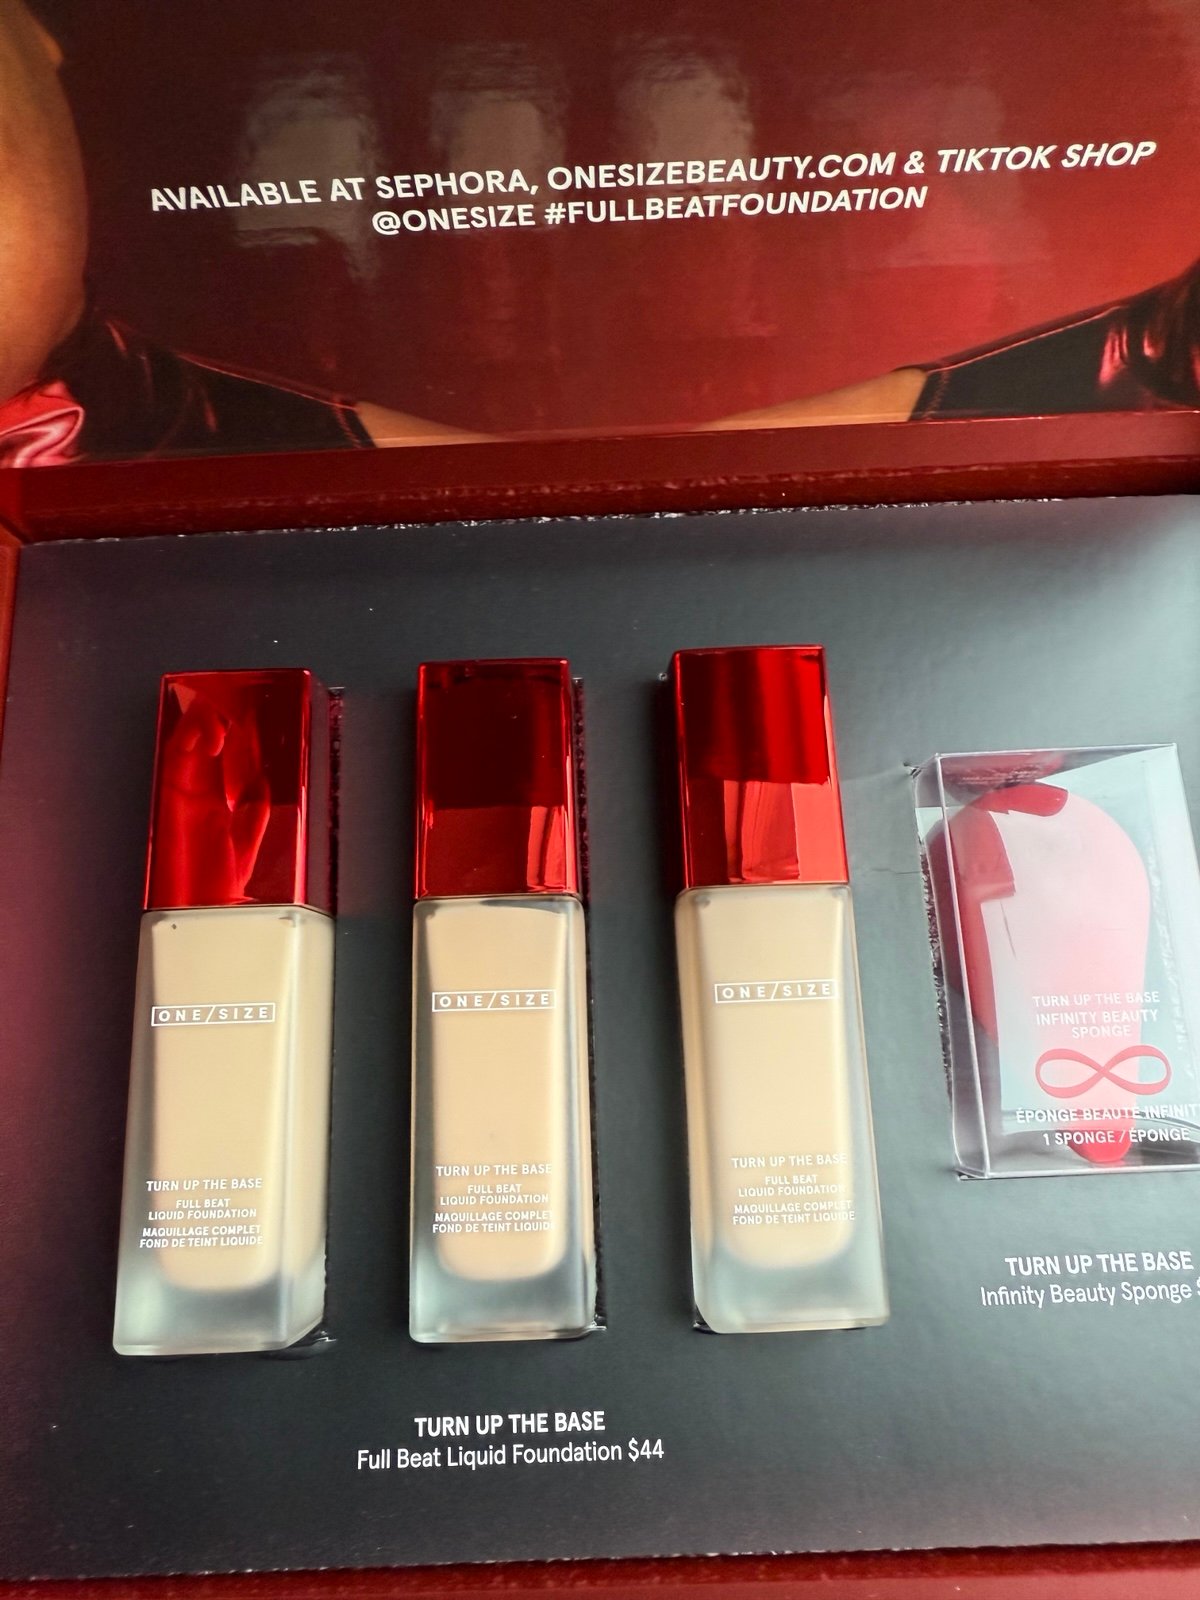 AVAILABLE AT SEPHORA, ONESIZEBEAUTY.COM & TIKTOK SHOP
@ONESIZE #FULLBEATFOUNDATION
ONE/SIZE
TURN UP THE BASE
FULL BEAT
LIQUID FOUNDATION
MAQUILLAGE COMPLET
FOND DE TEINT LIQUIDE
ONE/SIZE
TURN UP THE BASE
FULL BEAT
LIQUID FOUNDATION
MAQUILLAGE COMPLET
FOND DE TEINT LIQUIDE
ONE/SIZE
TURN UP THE BASE
FULL BEAT
LIQUID FOUNDATION
MAQUILLAGE COMPLET
FOND DE TEINT LIQUIDE
TURN UP THE BASE
INFINITY BEAUTY
SPONGE
ÉPONGE BEAUTÉ INFINIT
1 SPONGE / ÉPONGE
TURN UP THE BASE
Infinity Beauty Sponge $
TURN UP THE BASE
Full Beat Liquid Foundation $44